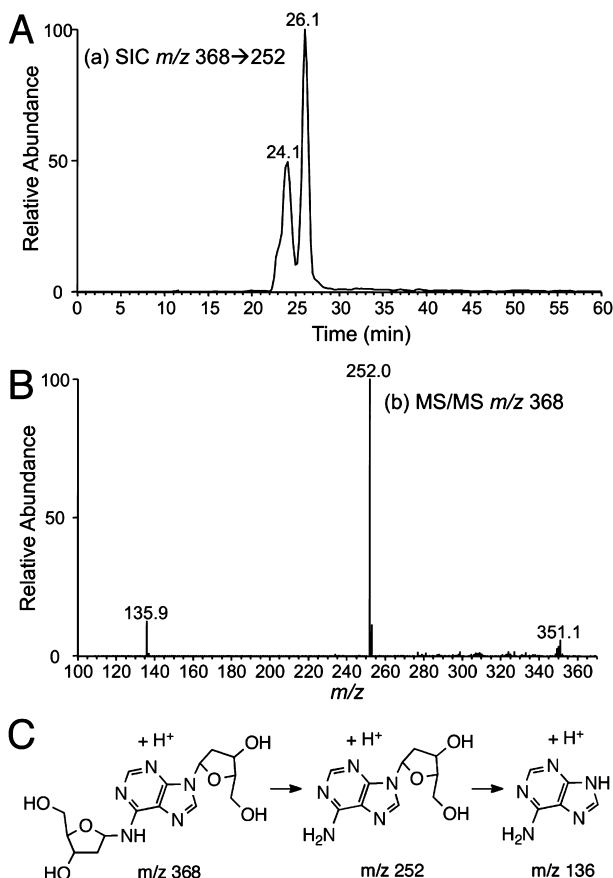 A
(a) SIC m/z 368→252
26.1
24.1
100
50
0
Relative Abundance
0 5 10 15 20 25 30 35 40 45 50 55 60
Time (min)
B
252.0
(b) MS/MS m/z 368
100
50
0
Relative Abundance
135.9
351.1
100 120 140 160 180 200 220 240 260 280 300 320 340 360
m/z
C
+ H⁺ + H⁺ + H⁺
OH OH
N N N N N N N NH
O O
N N N N N N
HO OH OH
O NH H₂N H₂N
HO
m/z 368 m/z 252 m/z 136